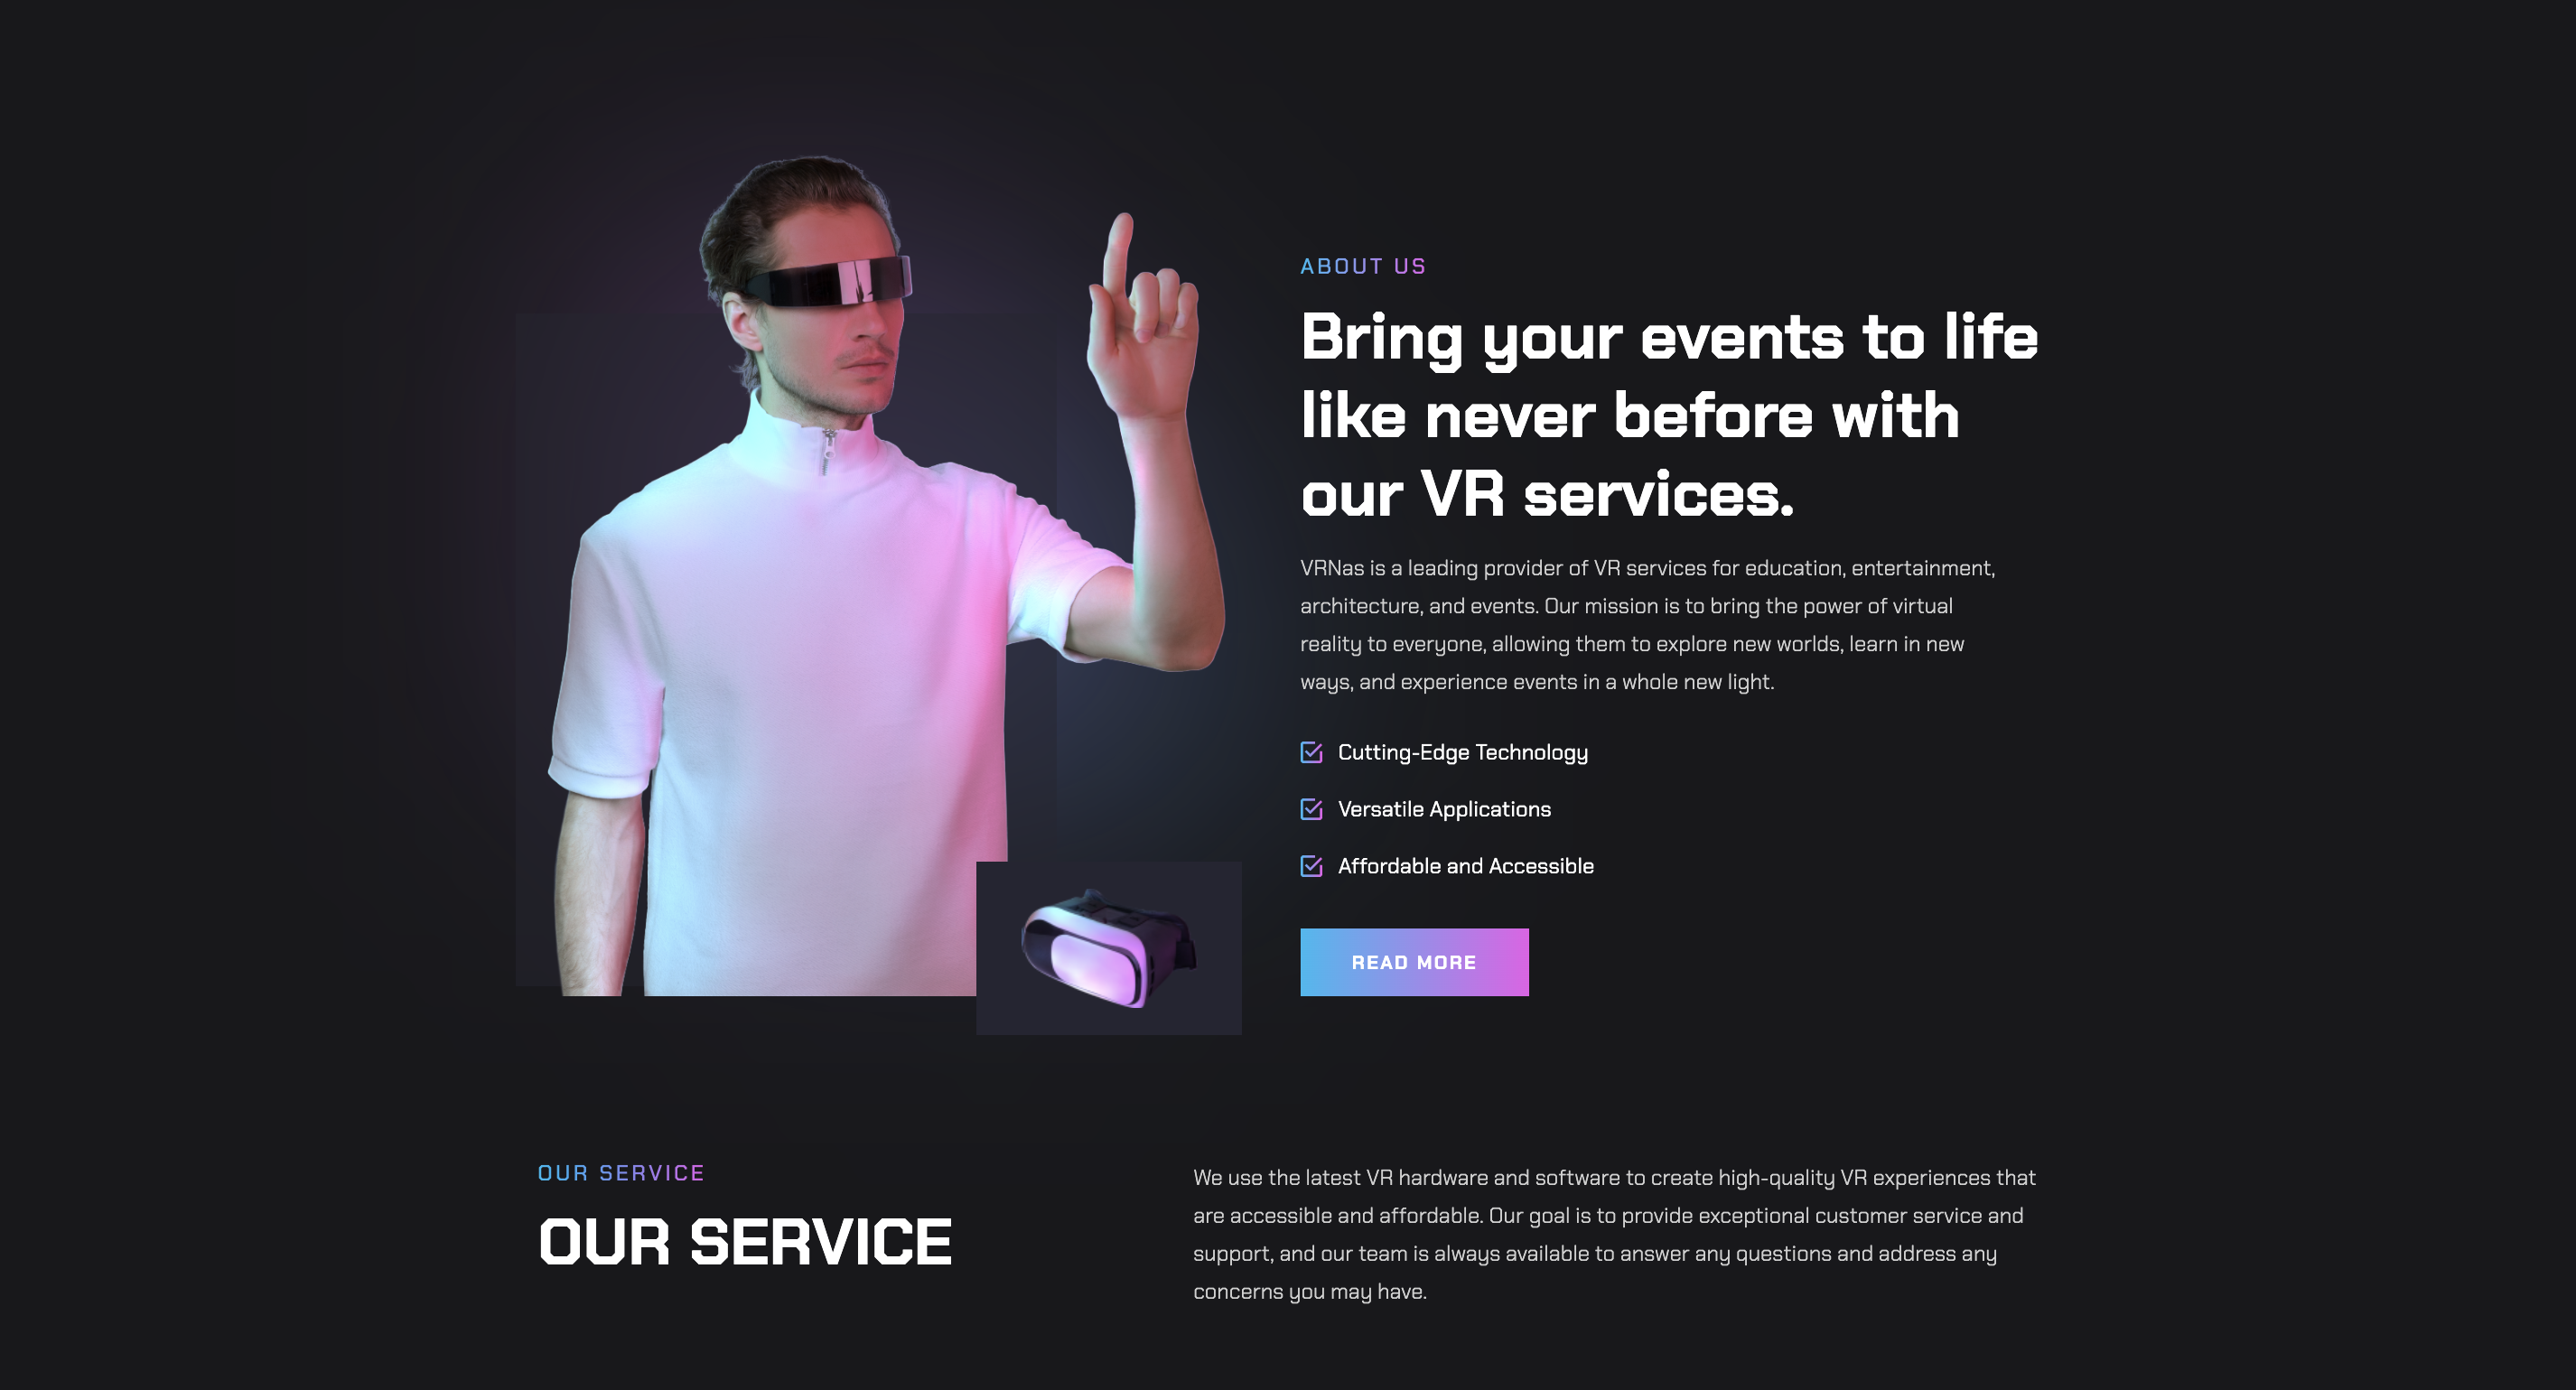 ABOUT US
Bring your events to life
like never before with
our VR services.
VRNas is a leading provider of VR services for education, entertainment,
architecture, and events. Our mission is to bring the power of virtual
reality to everyone, allowing them to explore new worlds, learn in new
ways, and experience events in a whole new light.
Cutting-Edge Technology
Versatile Applications
Affordable and Accessible
READ MORE
OUR SERVICE
OUR SERVICE
We use the latest VR hardware and software to create high-quality VR experiences that
are accessible and affordable. Our goal is to provide exceptional customer service and
support, and our team is always available to answer any questions and address any
concerns you may have.